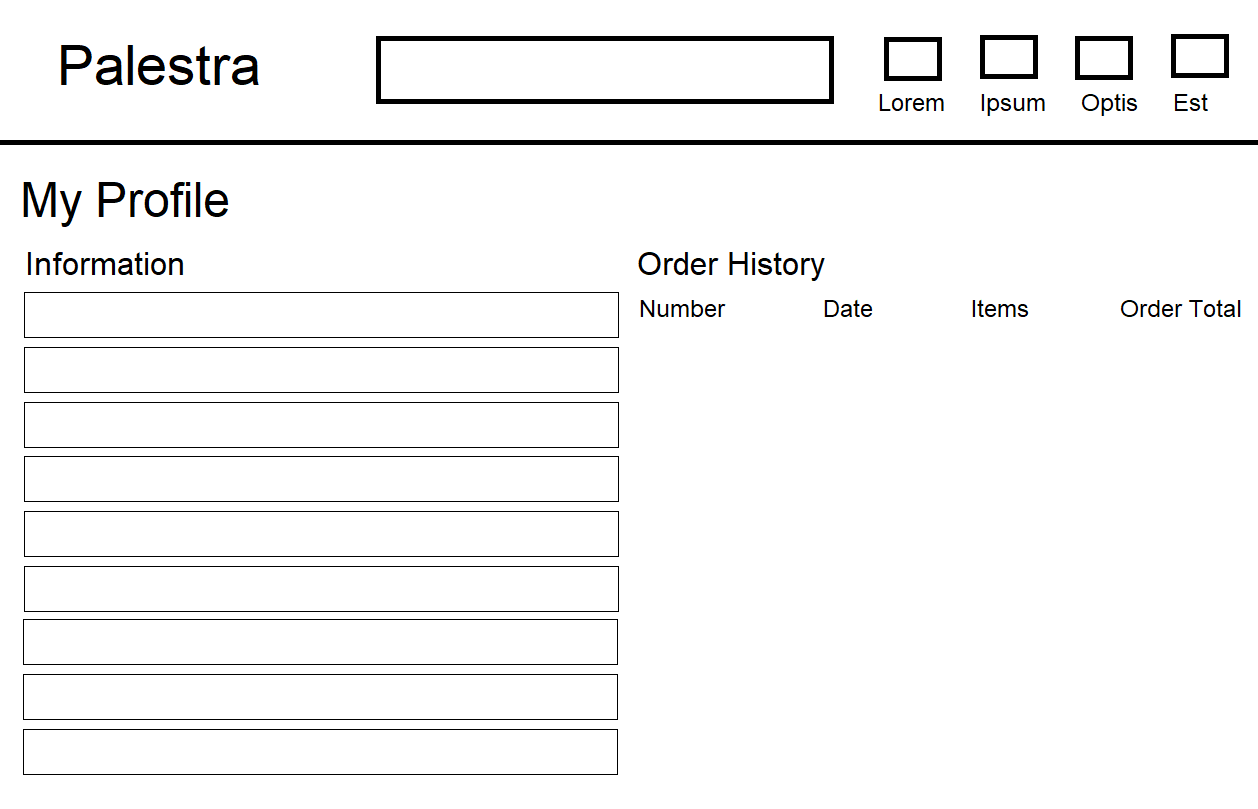 Palestra
Lorem Ipsum Optis Est
My Profile
Information
Order History
Number Date Items Order Total